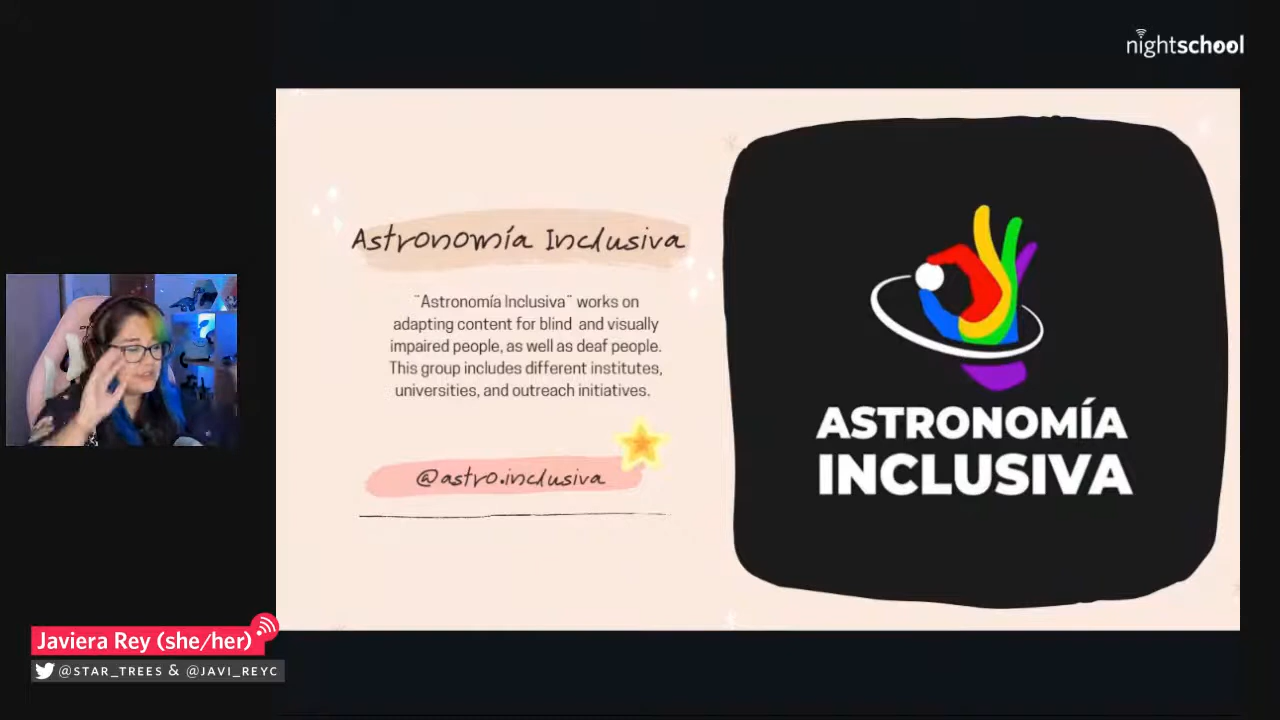 nightschool
Astronomía Inclusiva
¨Astronomía Inclusiva¨ works on
adapting content for blind and visually
impaired people, as well as deaf people.
This group includes different institutes,
universities, and outreach initiatives.
@astro.inclusiva
ASTRONOMÍA
INCLUSIVA
Javiera Rey (she/her)
@STAR_TREES & @JAVI_REYC